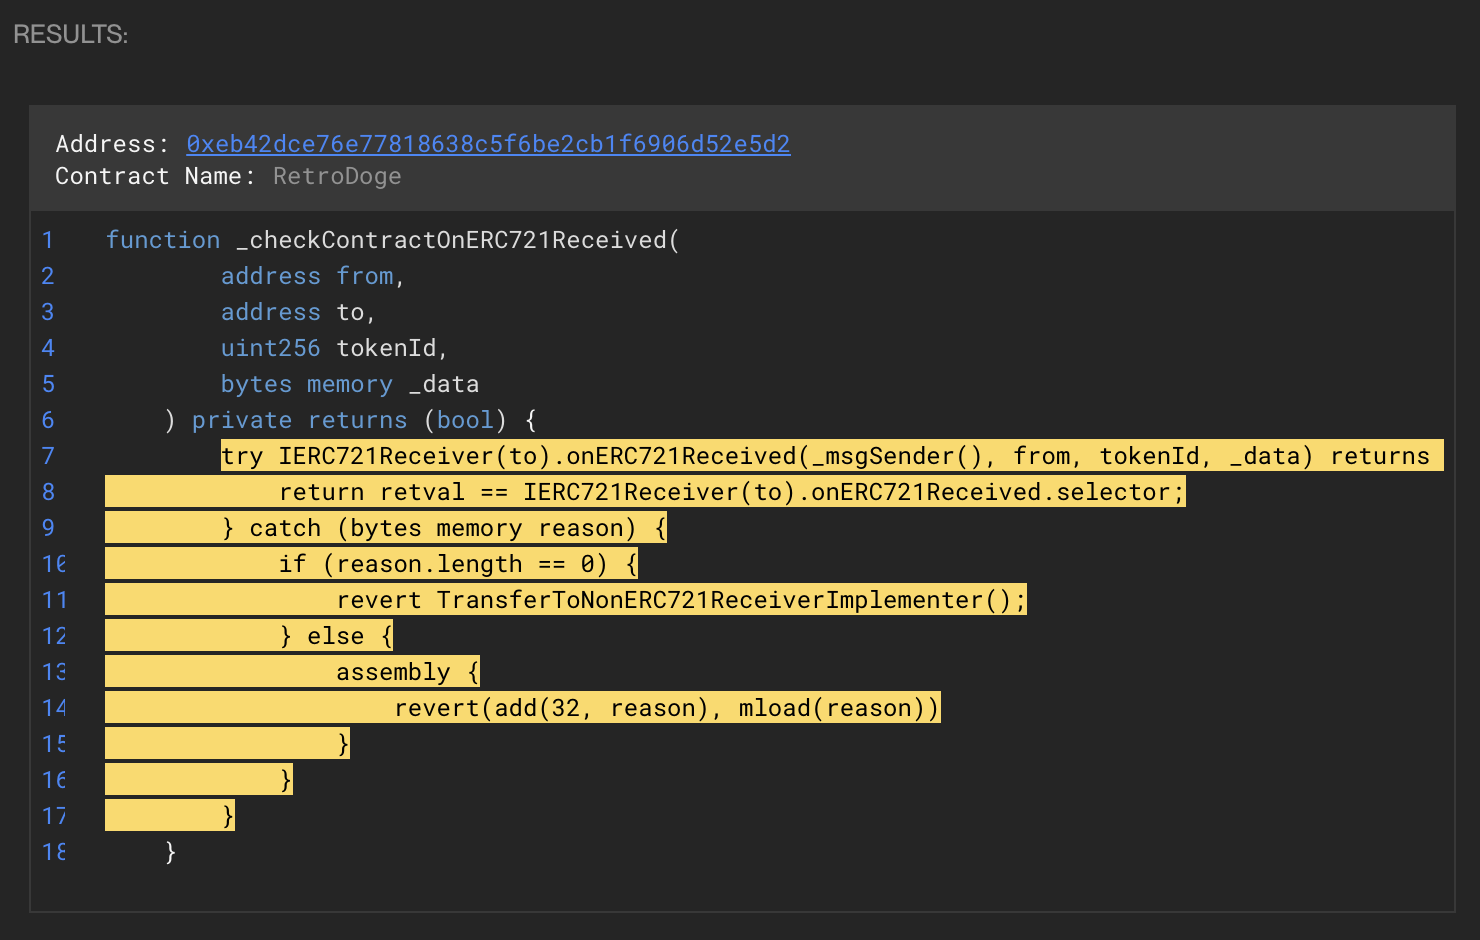 RESULTS:
Address: 0xeb42dce76e77818638c5f6be2cb1f6906d52e5d2
Contract Name: RetroDoge
1 function _checkContractOnERC721Received(
2 address from,
3 address to,
4 uint256 tokenId,
5 bytes memory _data
6 ) private returns (bool) {
7 try IERC721Receiver(to).onERC721Received(_msgSender(), from, tokenId, _data) returns
8 return retval == IERC721Receiver(to).onERC721Received.selector;
9 } catch (bytes memory reason) {
10 if (reason.length == 0) {
11 revert TransferToNonERC721ReceiverImplementer();
12 } else {
13 assembly {
14 revert(add(32, reason), mload(reason))
15 }
16 }
17 }
18 }